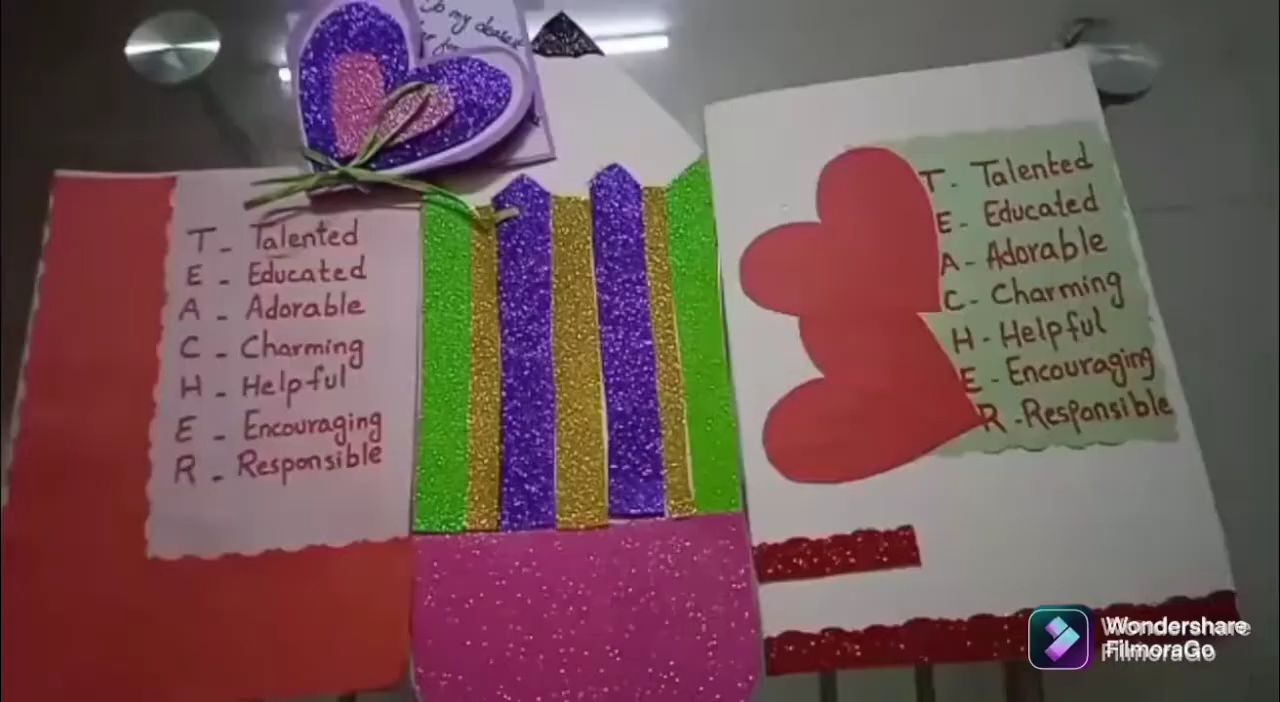 To my dearest
T - Talented
E - Educated
A - Adorable
C - Charming
H - Helpful
E - Encouraging
R - Responsible
T - Talented
E - Educated
A - Adorable
C - Charming
H - Helpful
E - Encouraging
R - Responsible
Wondershare
FilmoraGo